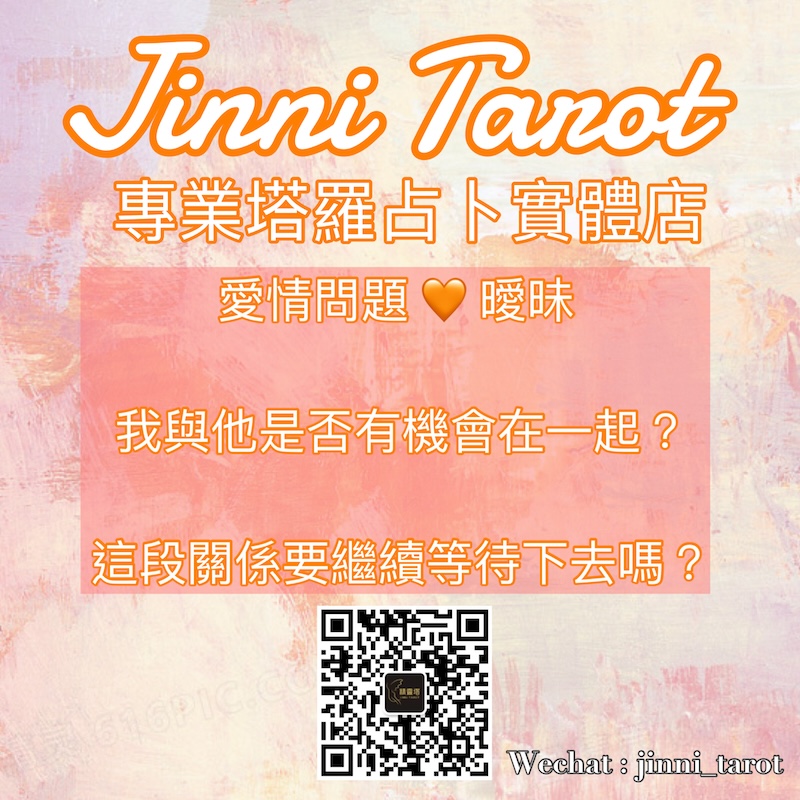 Jinni Tarot
專業塔羅占卜實體店
愛情問題 🧡 曖昧
我與他是否有機會在一起？
這段關係要繼續等待下去嗎？
Wechat : jinni_tarot